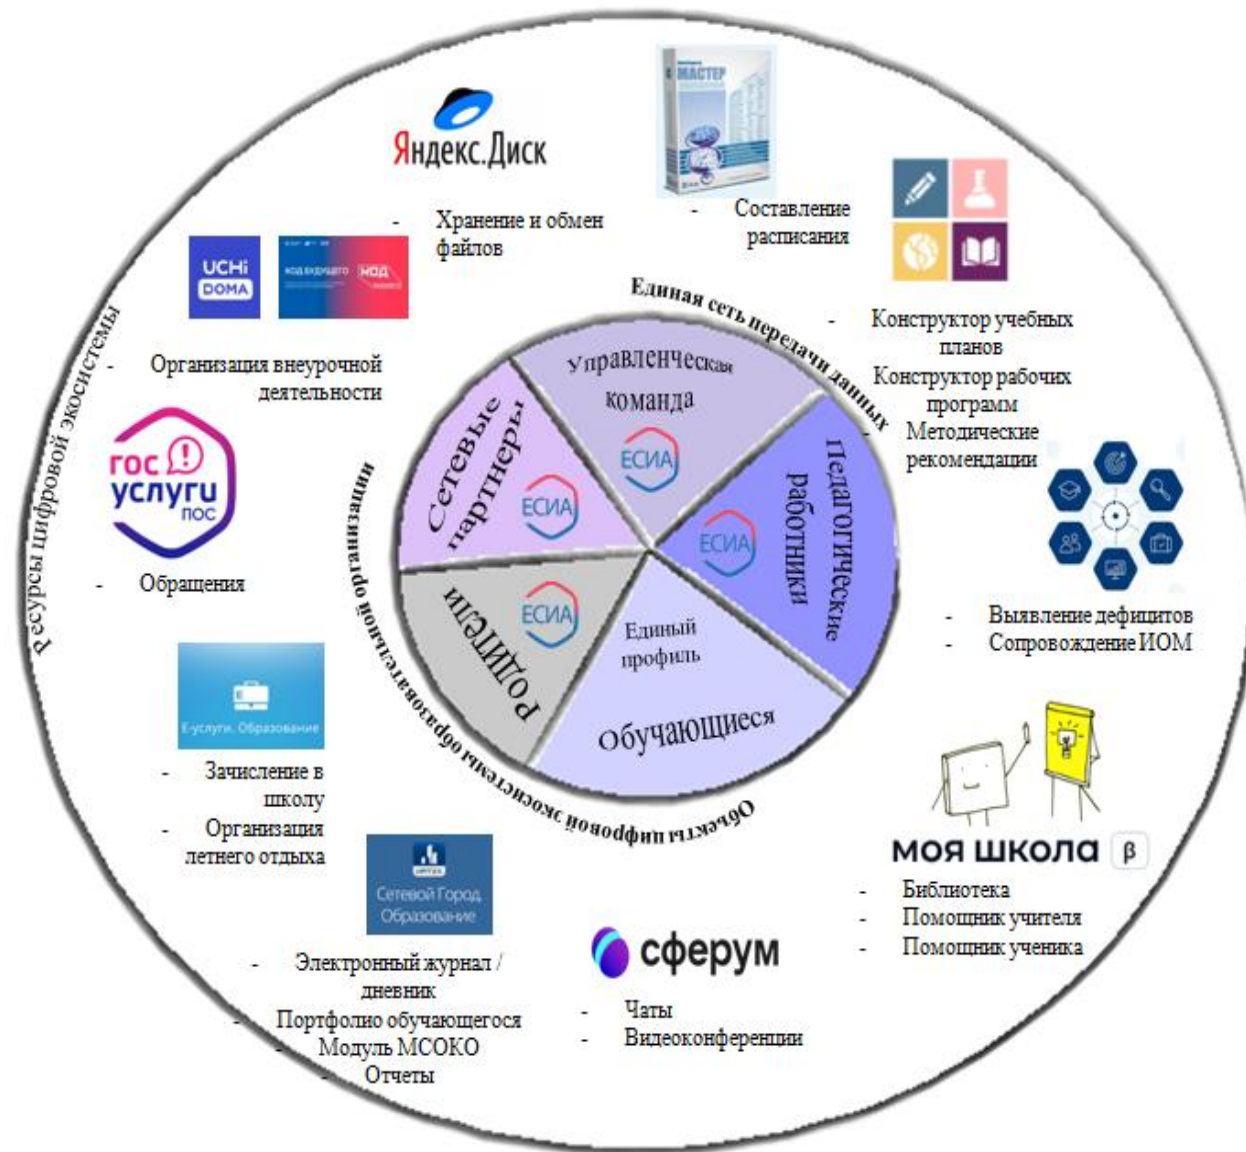 МАСТЕР
Яндекс.Диск
- Хранение и обмен
файлов
- Составление
расписания
UCHi
DOMA
КОД БУДУЩЕГО
- Организация внеурочной
деятельности
- Конструктор учебных
планов
Конструктор рабочих
программ
- Методические
рекомендации
Ресурсы цифровой экосистемы
Единая сеть передачи данных
Управленческая
команда
ЕСИА
Сетевые
партнеры
ЕСИА
Педагогические
работники
ЕСИА
Родители
ЕСИА
Единый
профиль
Обучающиеся
Объекты цифровой экосистемы образовательной организации
гос
услуги
ПОС
- Обращения
- Выявление дефицитов
- Сопровождение ИОМ
Е-услуги. Образование
- Зачисление в
школу
- Организация
летнего отдыха
моя школа β
- Библиотека
- Помощник учителя
- Помощник ученика
Сетевой Город.
Образование
- Электронный журнал /
дневник
- Портфолио обучающегося
- Модуль МСОКО
- Отчеты
сферум
- Чаты
- Видеоконференции